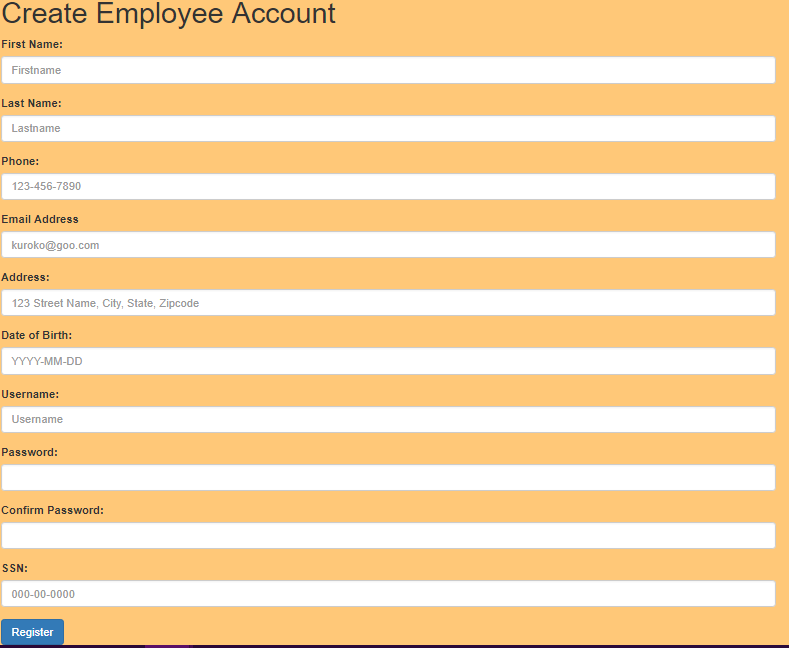 Create Employee Account
First Name:
Firstname
Last Name:
Lastname
Phone:
123-456-7890
Email Address
kuroko@goo.com
Address:
123 Street Name, City, State, Zipcode
Date of Birth:
YYYY-MM-DD
Username:
Username
Password:
Confirm Password:
SSN:
000-00-0000
Register